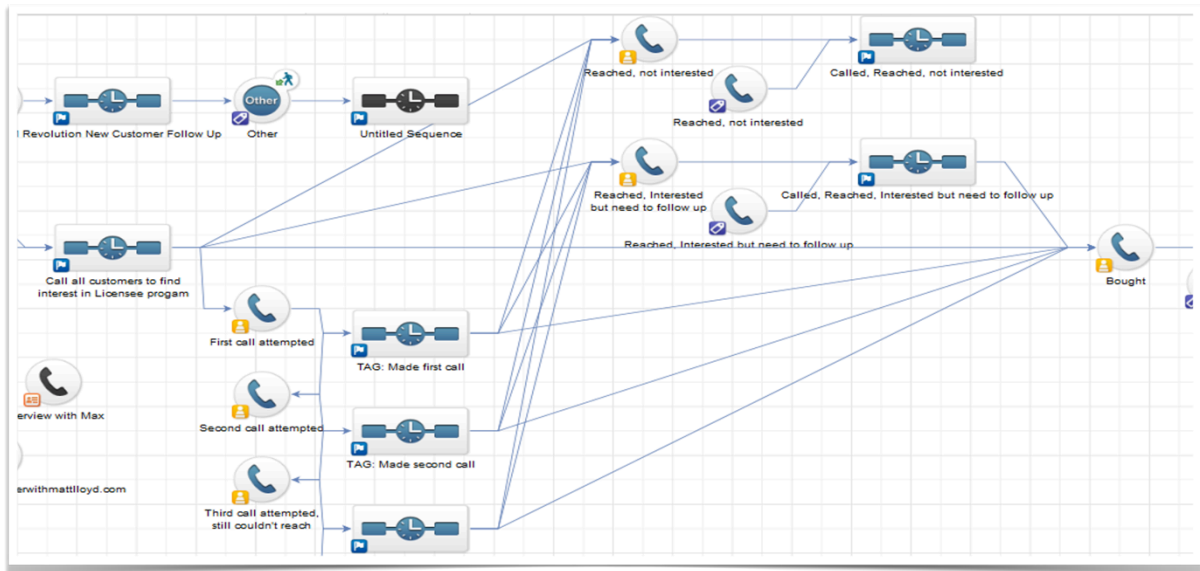 Reached, not interested
Called, Reached, not interested
Reached, not interested
Other
Revolution New Customer Follow Up
Other
Untitled Sequence
Reached, Interested
but need to follow up
Called, Reached, Interested but need to follow up
Reached, Interested but need to follow up
Call all customers to find
interest in Licensee progam
Bought
First call attempted
TAG: Made first call
erview with Max
Second call attempted
TAG: Made second call
erwithmattlloyd.com
Third call attempted,
still couldn't reach